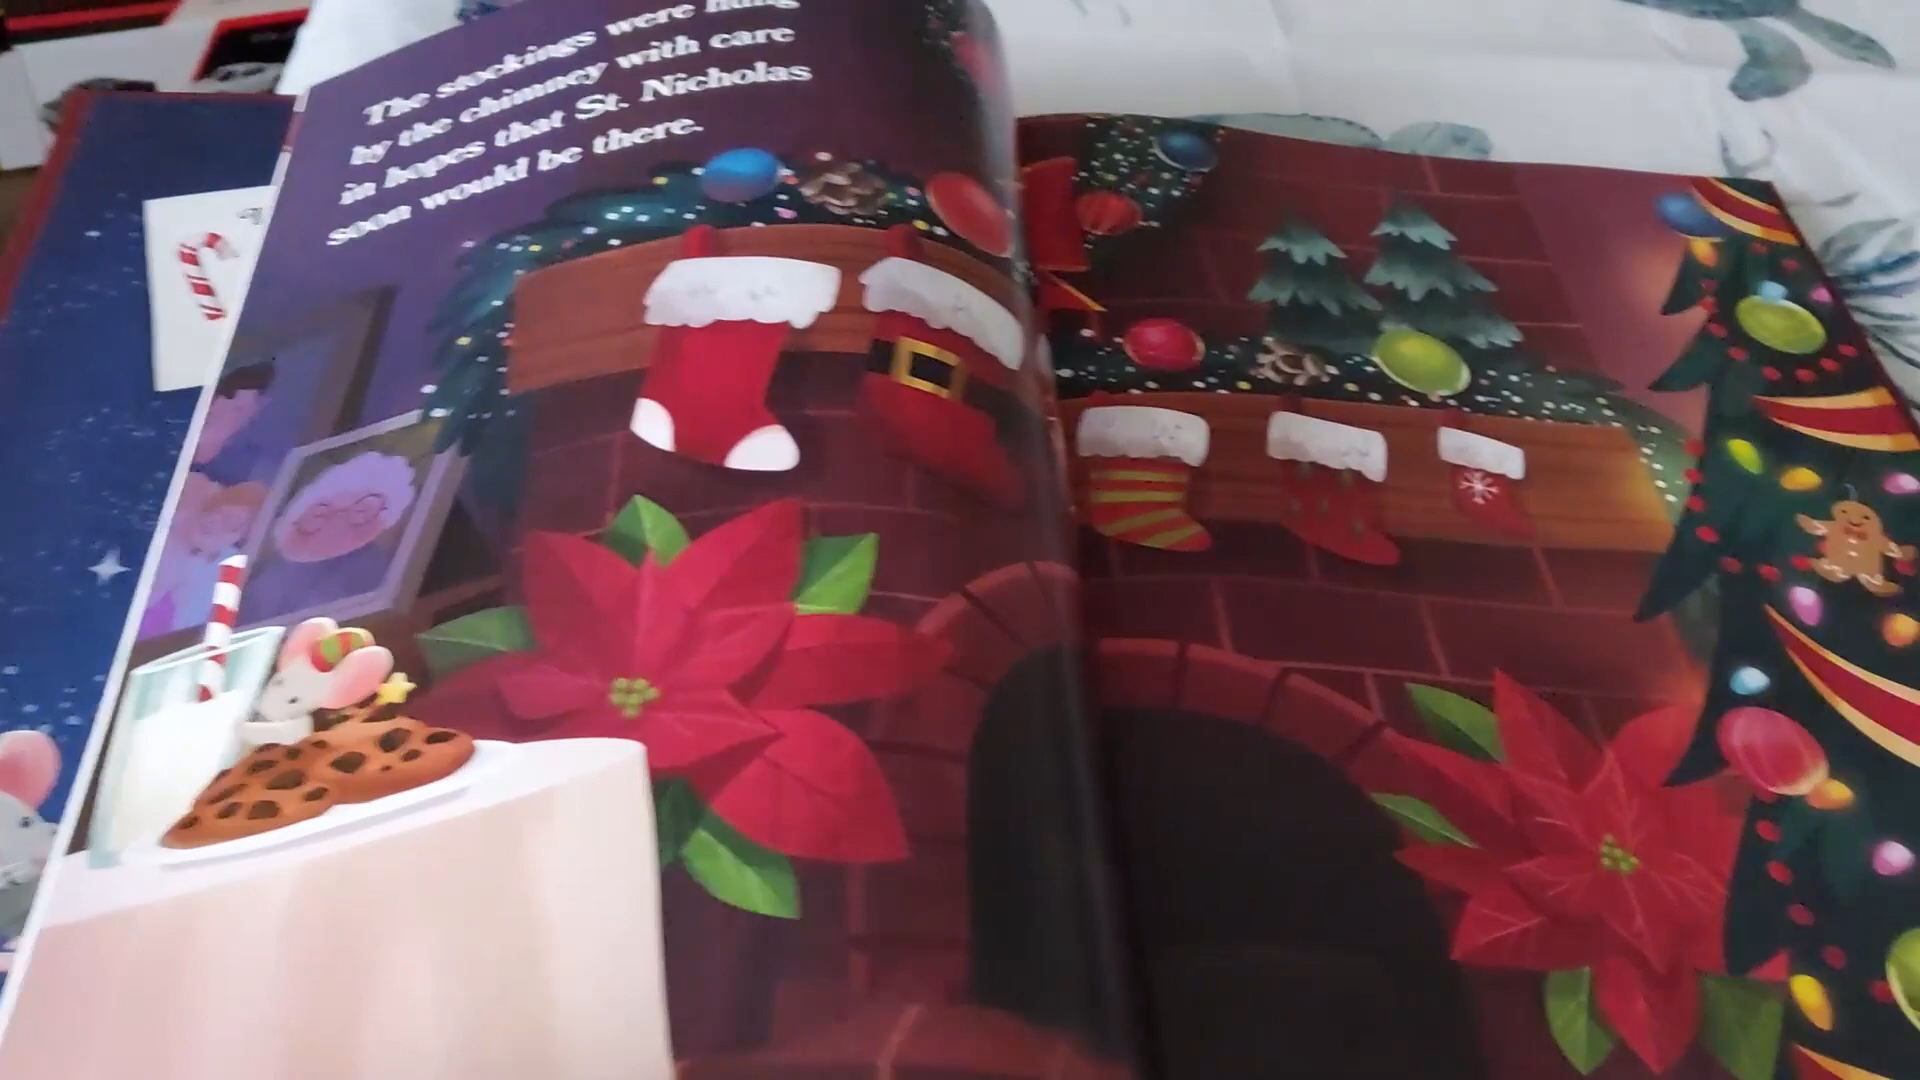 The stockings were hung
by the chimney with care
in hopes that St. Nicholas
soon would be there.